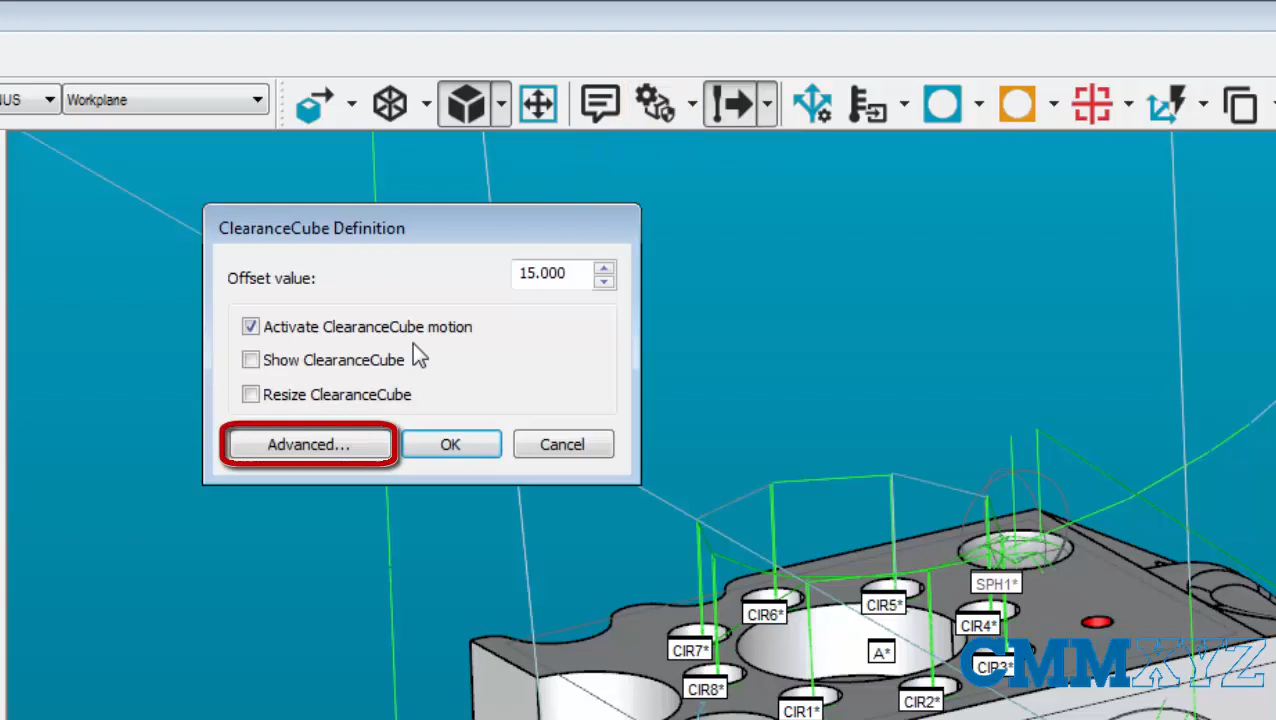 NUS
Workplane
ClearanceCube Definition
Offset value:
15.000
Activate ClearanceCube motion
Show ClearanceCube
Resize ClearanceCube
Advanced...
OK
Cancel
SPH1*
CIR6*
CIR5*
CIR4*
CIR7*
A*
CIR3*
CIR8*
CIR2*
CIR1*
CMMXYZ